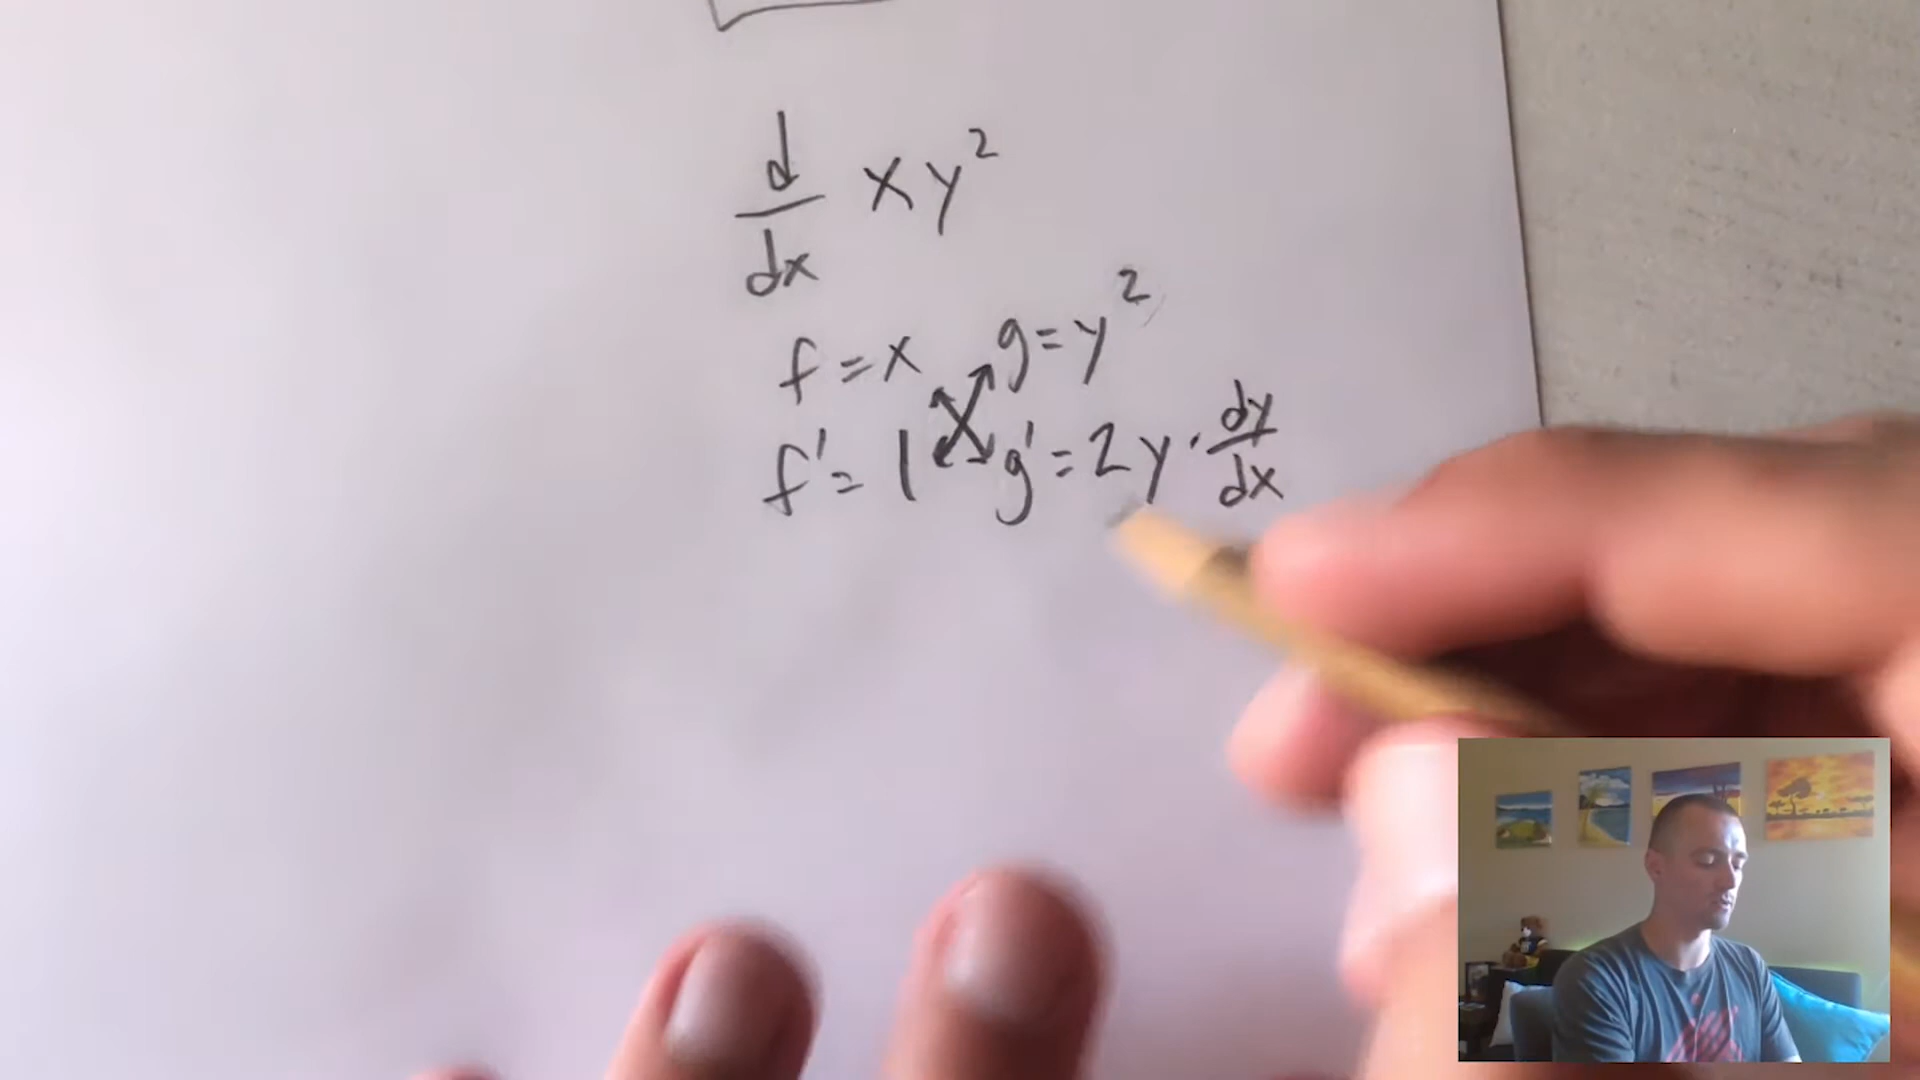 d/dx xy²
f = x g = y²
f' = 1 g' = 2y · dy/dx